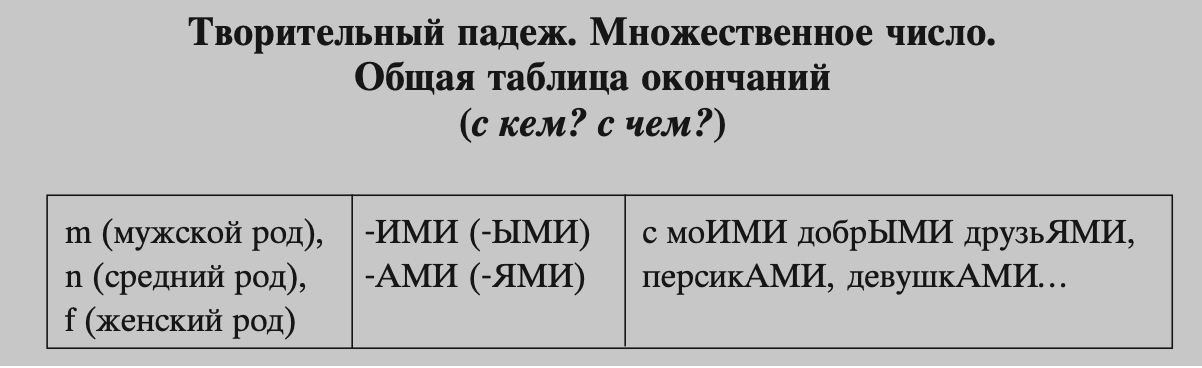 Творительный падеж. Множественное число.
Общая таблица окончаний
(с кем? с чем?)
m (мужской род),
n (средний род),
f (женский род)
-ИМИ (-ЫМИ)
-АМИ (-ЯМИ)
с моИМИ добрЫМИ друзьЯМИ,
персикАМИ, девушкАМИ...